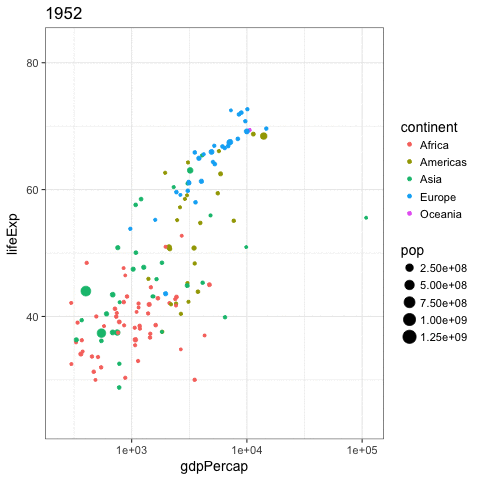 1952
80
60
40
lifeExp
1e+03 1e+04 1e+05
gdpPercap
continent
Africa
Americas
Asia
Europe
Oceania
pop
2.50e+08
5.00e+08
7.50e+08
1.00e+09
1.25e+09